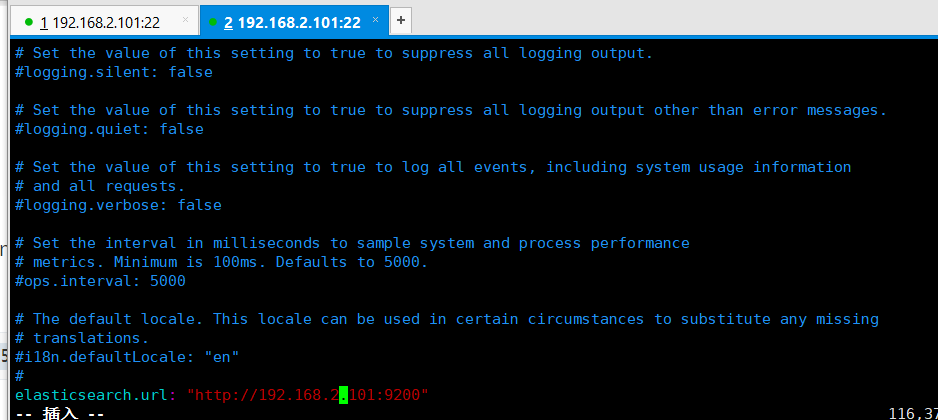 1 192.168.2.101:22 × 2 192.168.2.101:22 × +
# Set the value of this setting to true to suppress all logging output.
#logging.silent: false
# Set the value of this setting to true to suppress all logging output other than error messages.
#logging.quiet: false
# Set the value of this setting to true to log all events, including system usage information
# and all requests.
#logging.verbose: false
# Set the interval in milliseconds to sample system and process performance
# metrics. Minimum is 100ms. Defaults to 5000.
#ops.interval: 5000
# The default locale. This locale can be used in certain circumstances to substitute any missing
# translations.
#i18n.defaultLocale: "en"
#
elasticsearch.url: "http://192.168.2.101:9200"
-- 插入 -- 116,37